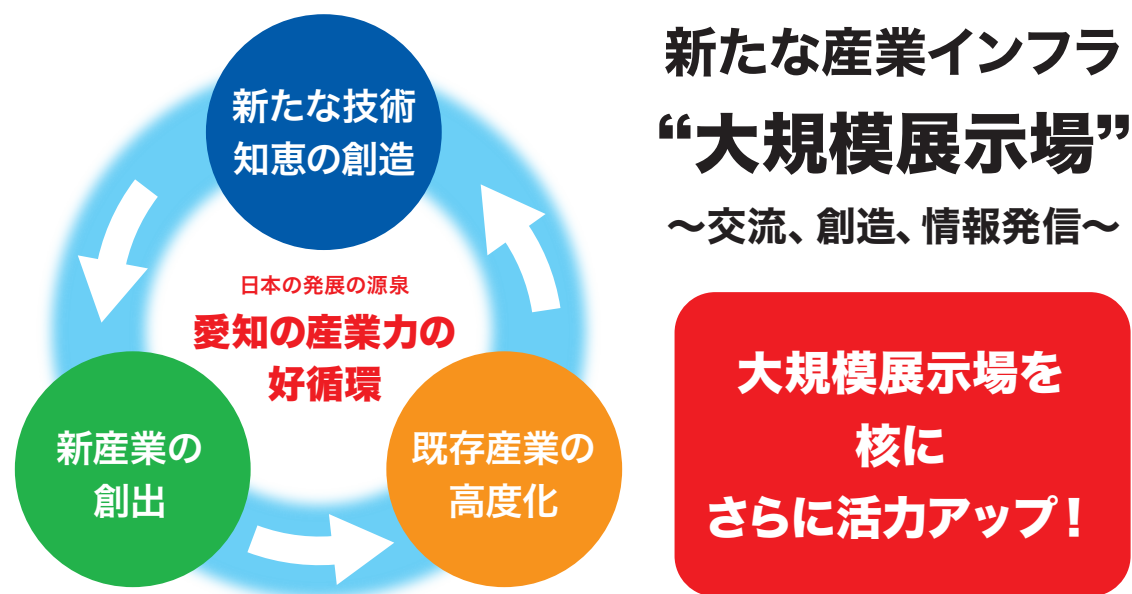 新たな技術
知恵の創造
日本の発展の源泉
愛知の産業力の
好循環
新産業の
創出
既存産業の
高度化
新たな産業インフラ
“大規模展示場”
～交流、創造、情報発信～
大規模展示場を
核に
さらに活力アップ！